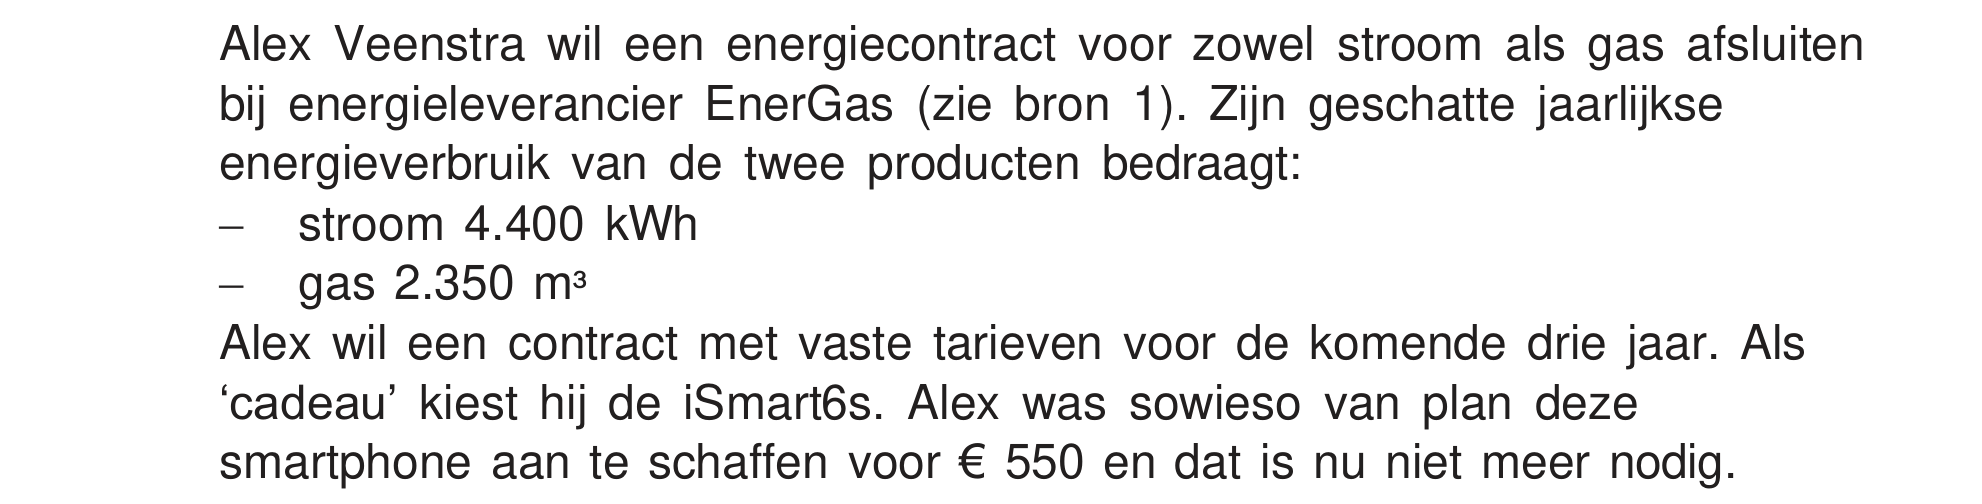 Alex Veenstra wil een energiecontract voor zowel stroom als gas afsluiten
bij energieleverancier EnerGas (zie bron 1). Zijn geschatte jaarlijkse
energieverbruik van de twee producten bedraagt:
– stroom 4.400 kWh
– gas 2.350 m³
Alex wil een contract met vaste tarieven voor de komende drie jaar. Als
‘cadeau’ kiest hij de iSmart6s. Alex was sowieso van plan deze
smartphone aan te schaffen voor € 550 en dat is nu niet meer nodig.